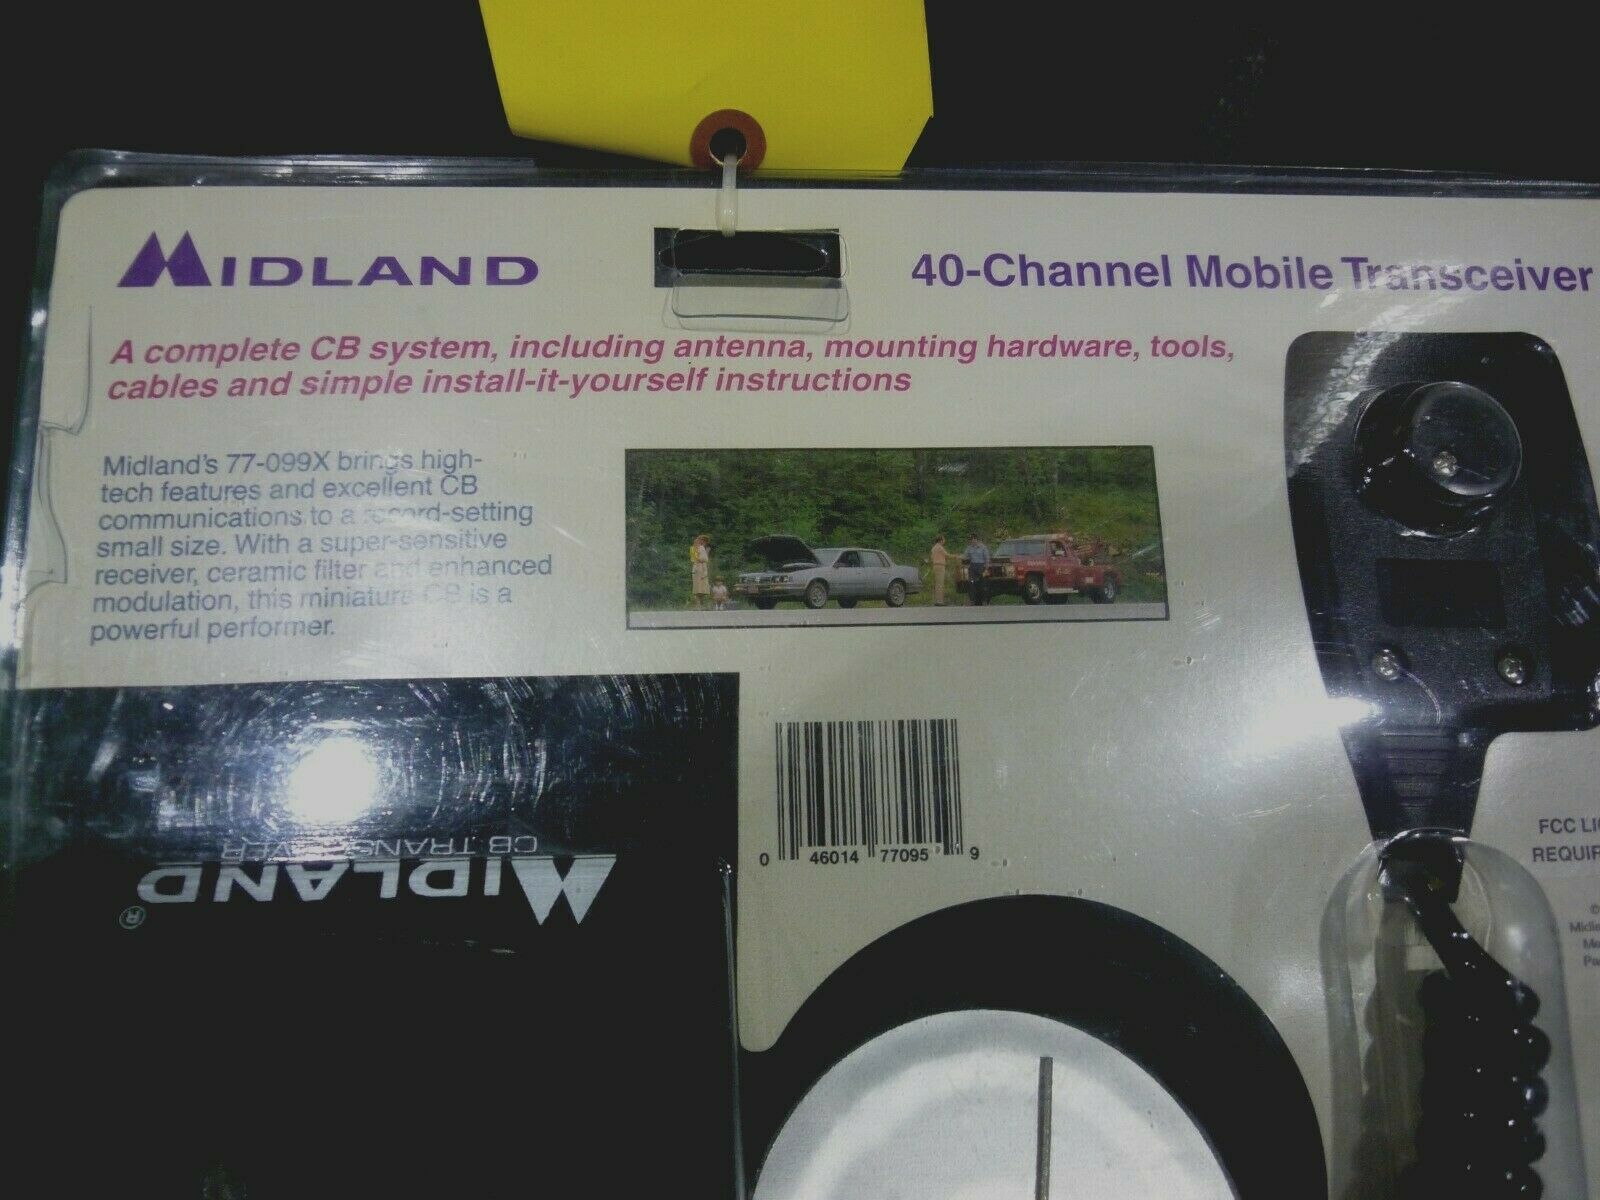 MIDLAND
40-Channel Mobile Transceiver
A complete CB system, including antenna, mounting hardware, tools,
cables and simple install-it-yourself instructions
Midland's 77-099X brings high-
tech features and excellent CB
communications to a record-setting
small size. With a super-sensitive
receiver, ceramic filter and enhanced
modulation, this miniature CB is a
powerful performer.
0 46014 77095 9
FCC
©
CB TRANSCEIVER
MIDLAND®